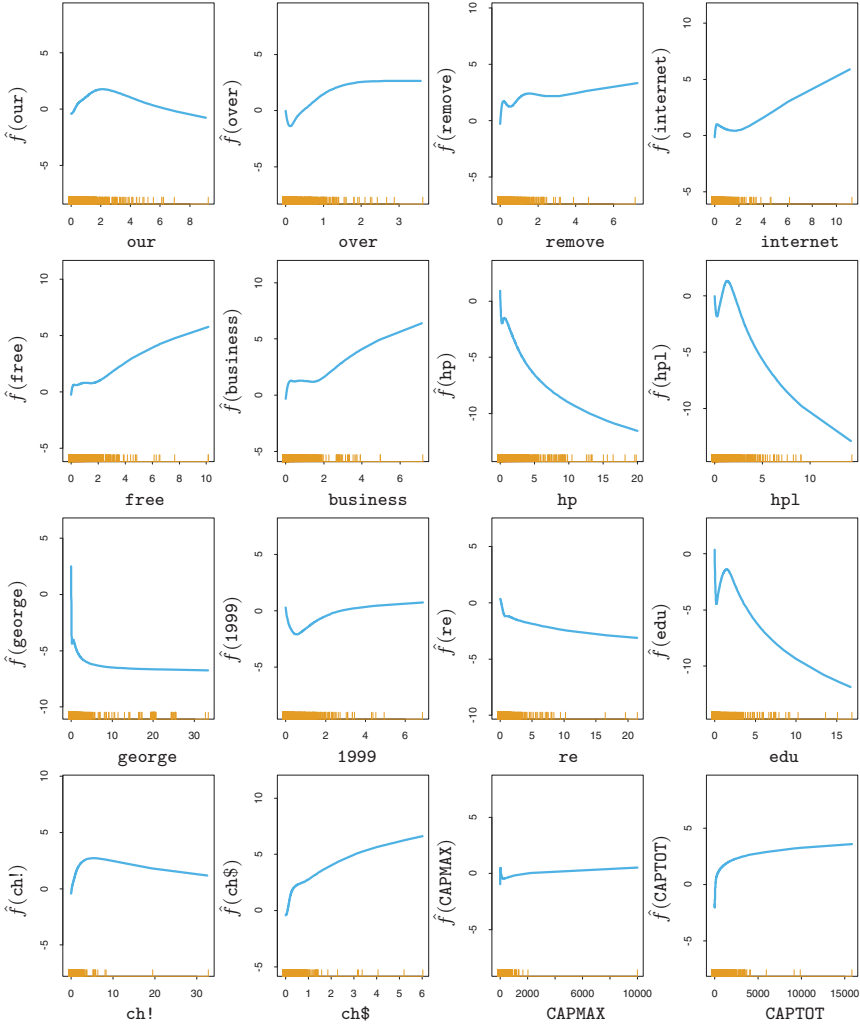 5
0
-5
f̂(our)
0 2 4 6 8
our
5
0
-5
f̂(over)
0 1 2 3
over
10
5
0
-5
f̂(remove)
0 2 4 6
remove
10
5
0
-5
f̂(internet)
0 2 4 6 8 10
internet
10
5
0
-5
f̂(free)
0 2 4 6 8 10
free
10
5
0
-5
f̂(business)
0 2 4 6
business
0
-5
-10
f̂(hp)
0 5 10 15 20
hp
0
-5
-10
f̂(hpl)
0 5 10
hpl
5
0
-5
-10
f̂(george)
0 10 20 30
george
5
0
-5
f̂(1999)
0 2 4 6
1999
5
0
-5
-10
f̂(re)
0 5 10 15 20
re
0
-5
-10
f̂(edu)
0 5 10 15
edu
10
5
0
-5
f̂(ch!)
0 10 20 30
ch!
10
5
0
-5
f̂(ch$)
0 1 2 3 4 5 6
ch$
5
0
-5
f̂(CAPMAX)
0 2000 6000 10000
CAPMAX
5
0
-5
f̂(CAPTOT)
0 5000 10000 15000
CAPTOT